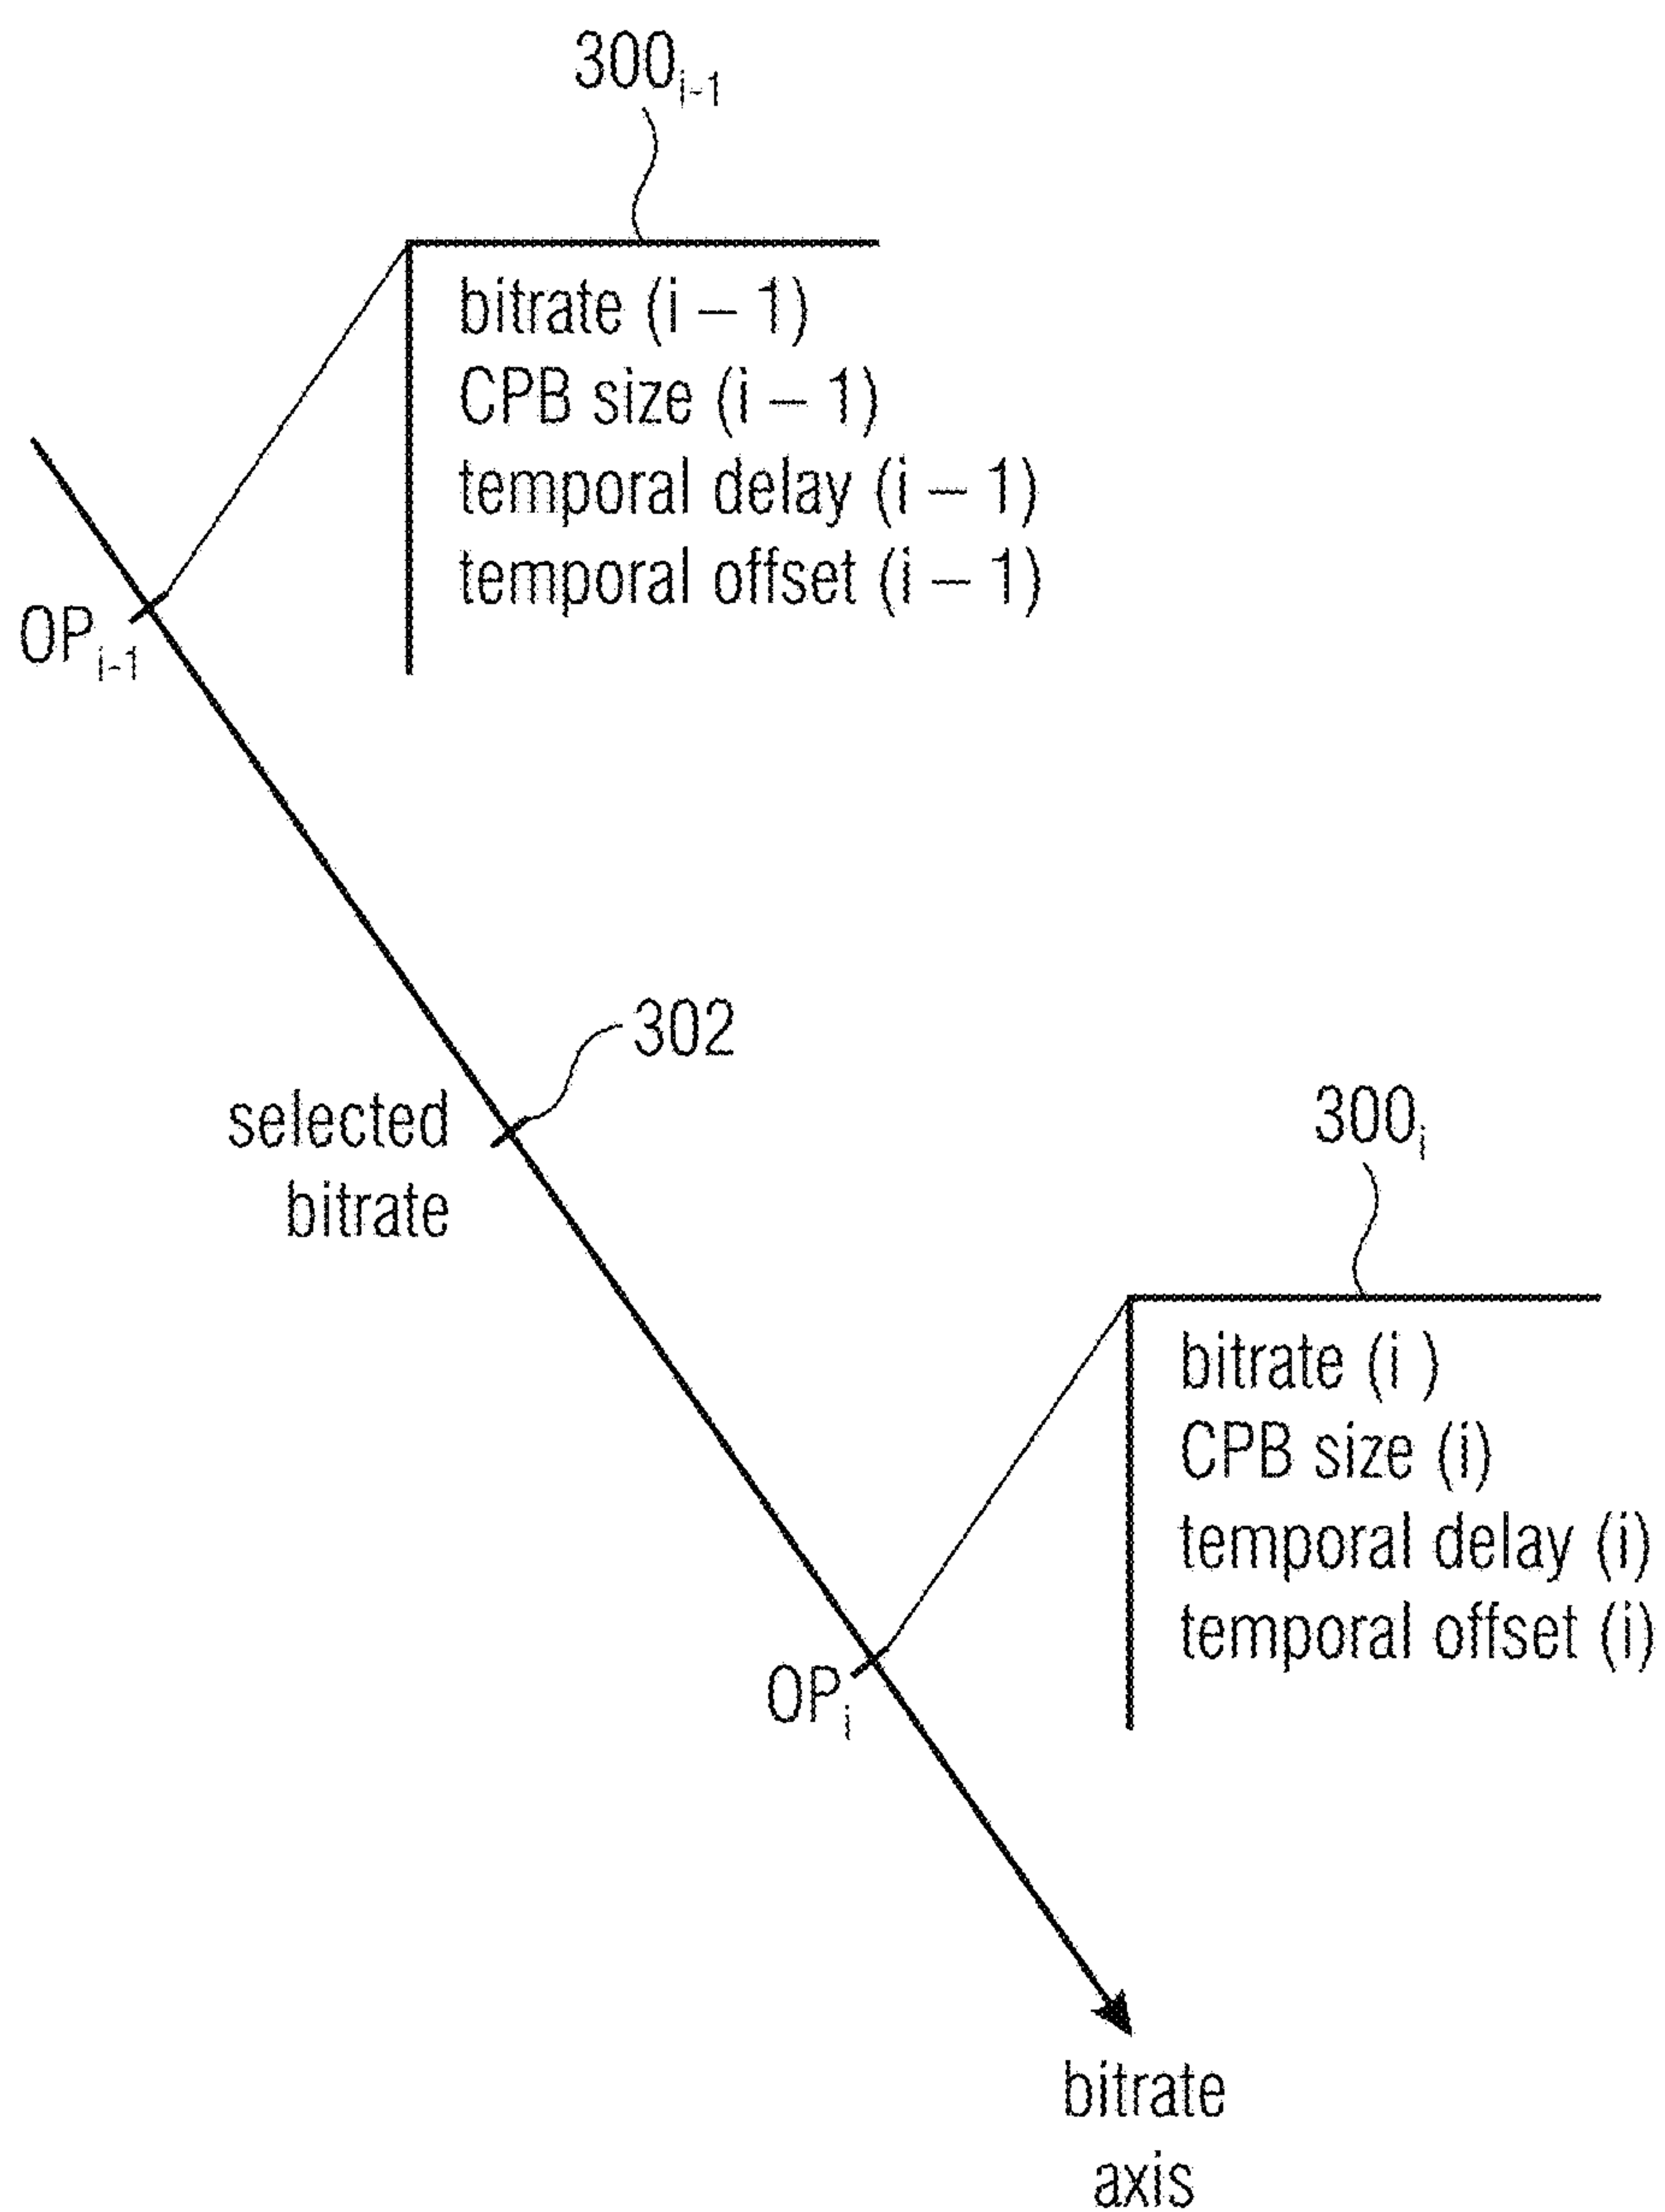 300i-1
bitrate (i – 1)
CPB size (i – 1)
temporal delay (i – 1)
temporal offset (i – 1)
OPi-1
302
selected
bitrate
300i
bitrate (i )
CPB size (i)
temporal delay (i)
temporal offset (i)
OPi
bitrate
axis